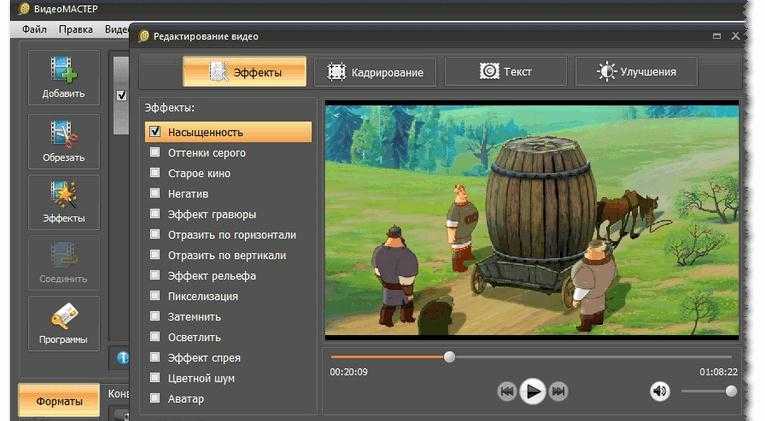 ВидеоМАСТЕР
Файл Правка
Редактирование видео
Эффекты Кадрирование Текст Улучшения
Добавить
Обрезать
Эффекты
Соединить
Программы
Форматы
Эффекты:
Насыщенность
Оттенки серого
Старое кино
Негатив
Эффект гравюры
Отразить по горизонтали
Отразить по вертикали
Эффект рельефа
Пикселизация
Затемнить
Осветлить
Эффект спрея
Цветной шум
Аватар
00:20:09 01:08:22